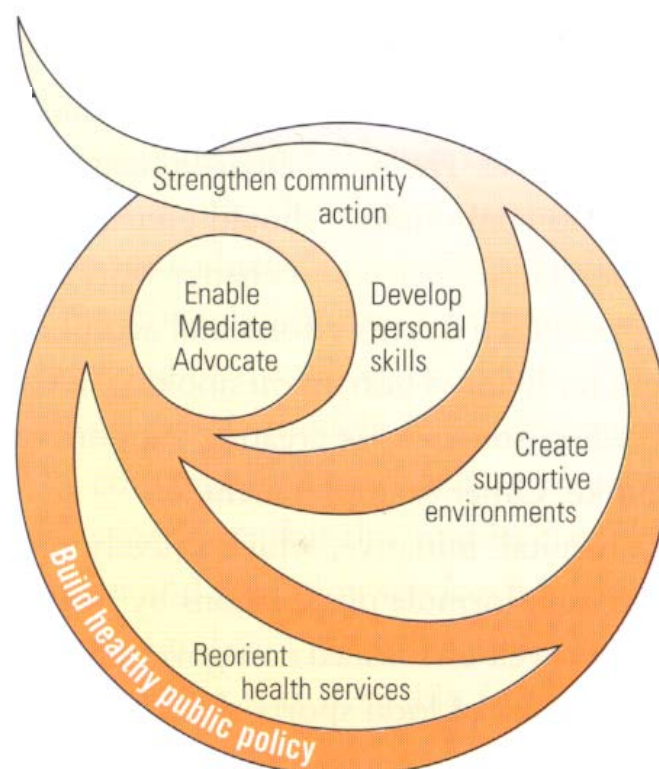 Strengthen community
action
Enable
Mediate
Advocate
Develop
personal
skills
Create
supportive
environments
Reorient
health services
Build healthy public policy